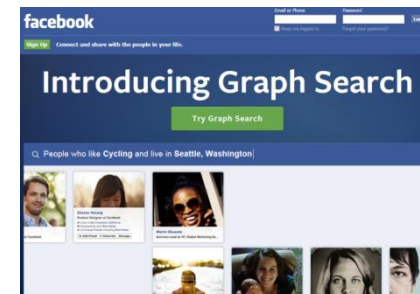 facebook
Email or Phone
Password
Keep me logged in
Forgot your password?
Sign Up Connect and share with the people in your life.
Introducing Graph Search
Try Graph Search
People who like Cycling and live in Seattle, Washington